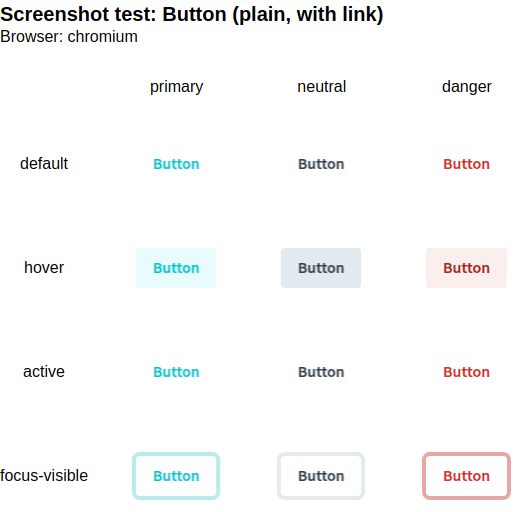 Screenshot test: Button (plain, with link)
Browser: chromium
primary neutral danger
default Button Button Button
hover Button Button Button
active Button Button Button
focus-visible Button Button Button